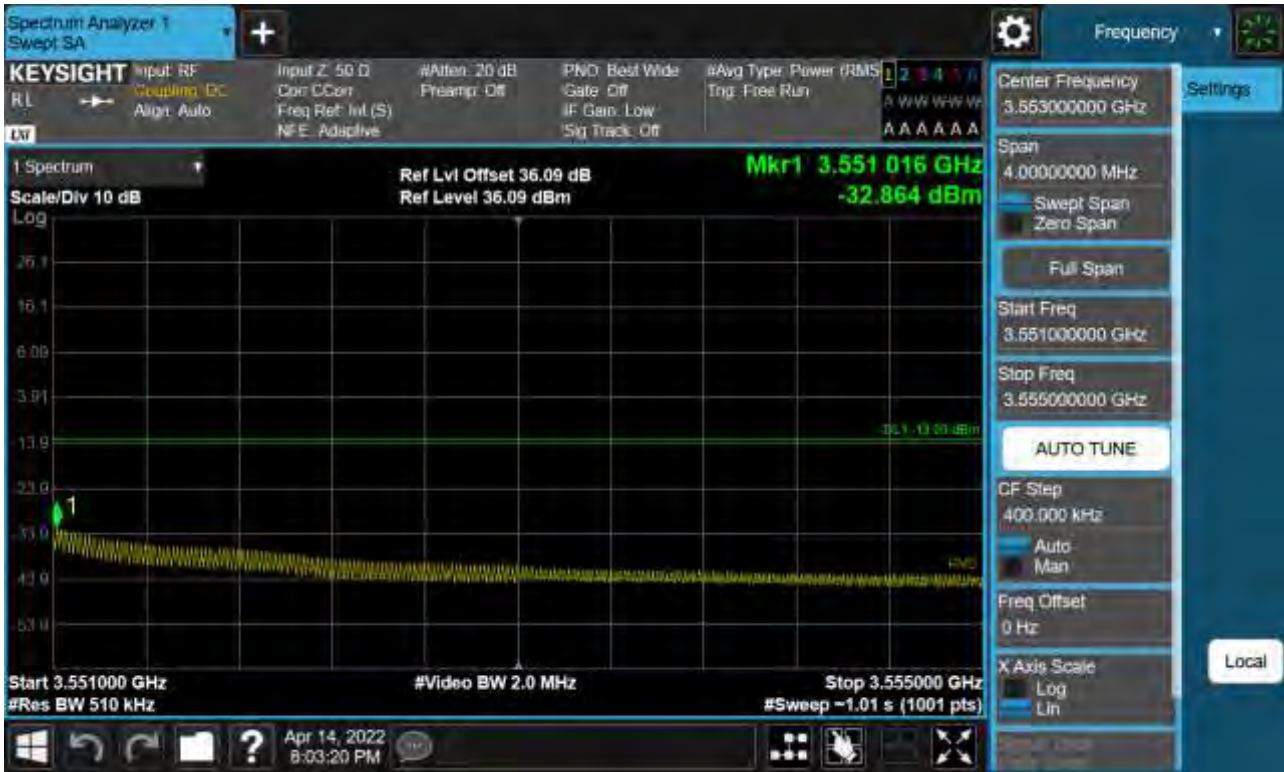 Spectrum Analyzer 1
Swept SA
+
Frequency
KEYSIGHT
RL
LXI
Input: RF
Coupling: DC
Align: Auto
Input Z: 50 Ω
Corr CCorr
Freq Ref: Int (S)
NFE: Adaptive
#Atten: 20 dB
Preamp: Off
PNO: Best Wide
Gate: Off
IF Gain: Low
Sig Track: Off
#Avg Type: Power (RMS
Trig: Free Run
1 2 3 4 5 6
A W W W W W
A A A A A A
1 Spectrum
Scale/Div 10 dB
Log
Ref Lvl Offset 36.09 dB
Ref Level 36.09 dBm
Mkr1 3.551 016 GHz
-32.864 dBm
26.1
16.1
6.09
-3.91
-13.9
DL1 -13.00 dBm
-23.9
1
-33.9
RMS
-43.9
-53.9
Start 3.551000 GHz
#Res BW 510 kHz
#Video BW 2.0 MHz
Stop 3.555000 GHz
#Sweep ~1.01 s (1001 pts)
?
Apr 14, 2022
8:03:20 PM
Center Frequency
3.553000000 GHz
Settings
Span
4.00000000 MHz
Swept Span
Zero Span
Full Span
Start Freq
3.551000000 GHz
Stop Freq
3.555000000 GHz
AUTO TUNE
CF Step
400.000 kHz
Auto
Man
Freq Offset
0 Hz
X Axis Scale
Log
Lin
Local